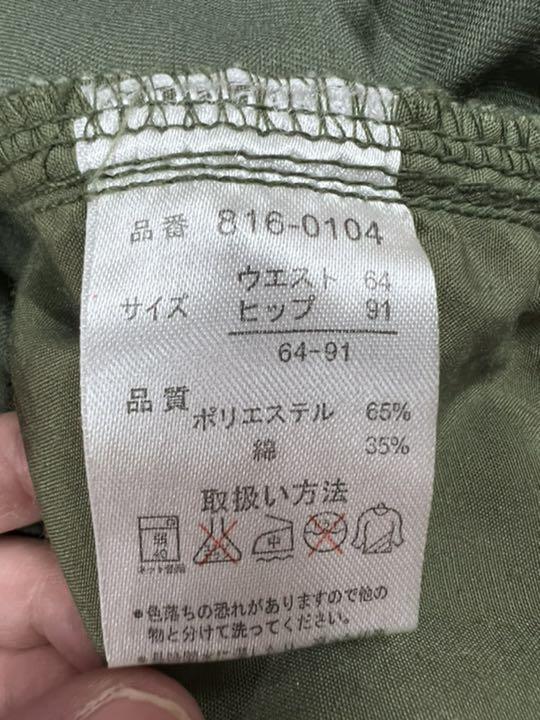 品番 816-0104
サイズ ウエスト 64
ヒップ 91
64-91
品質 ポリエステル 65%
綿 35%
取扱い方法
弱
40
中
ネット使用
●色落ちの恐れがありますので他の
物と分けて洗ってください。